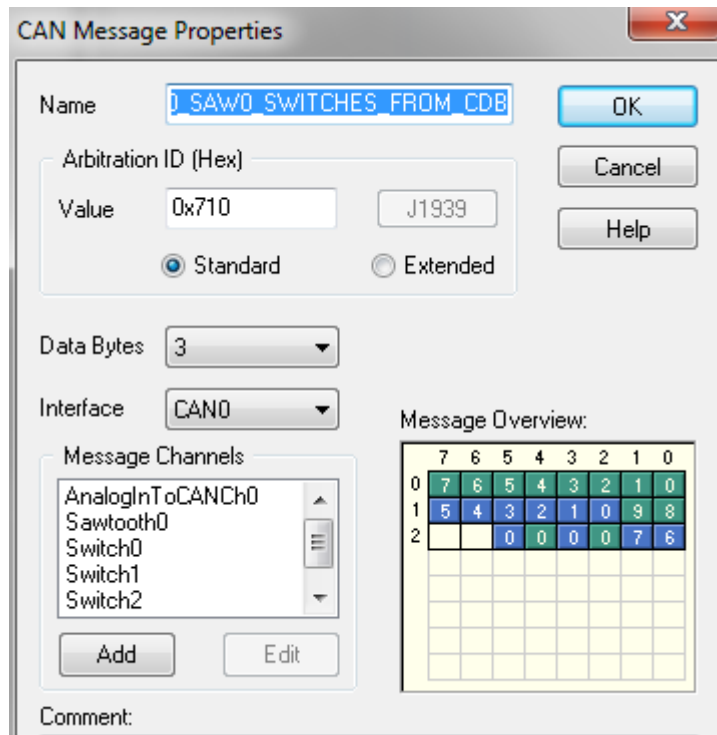 CAN Message Properties
Name
0_SAW0_SWITCHES_FROM_CDB
OK
Arbitration ID (Hex)
Cancel
Value
0x710
J1939
Help
Standard
Extended
Data Bytes
3
Interface
CAN0
Message Overview:
Message Channels
7 6 5 4 3 2 1 0
AnalogInToCANCh0
0 7 6 5 4 3 2 1 0
Sawtooth0
1 5 4 3 2 1 0 9 8
Switch0
2 0 0 0 0 7 6
Switch1
Switch2
Add
Edit
Comment: